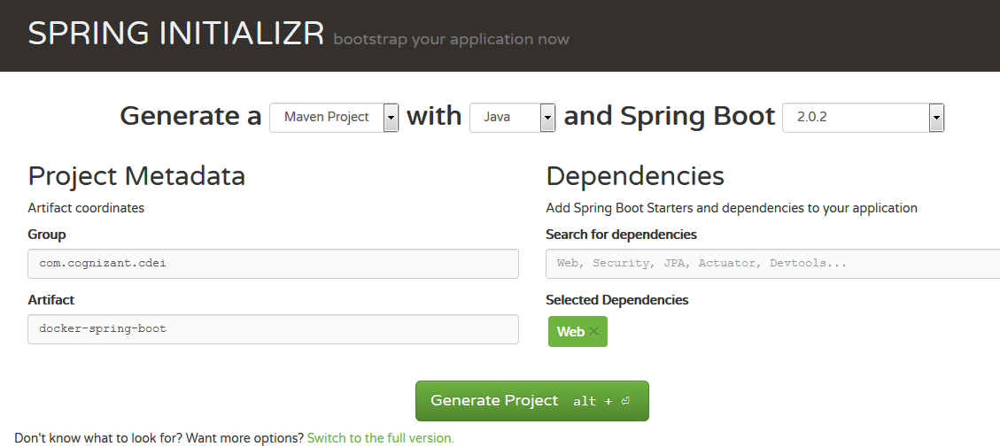 SPRING INITIALIZR bootstrap your application now
Generate a Maven Project with Java and Spring Boot 2.0.2
Project Metadata
Artifact coordinates
Group
com.cognizant.cdei
Artifact
docker-spring-boot
Dependencies
Add Spring Boot Starters and dependencies to your application
Search for dependencies
Web, Security, JPA, Actuator, Devtools...
Selected Dependencies
Web ×
Generate Project alt + ⏎
Don't know what to look for? Want more options? Switch to the full version.